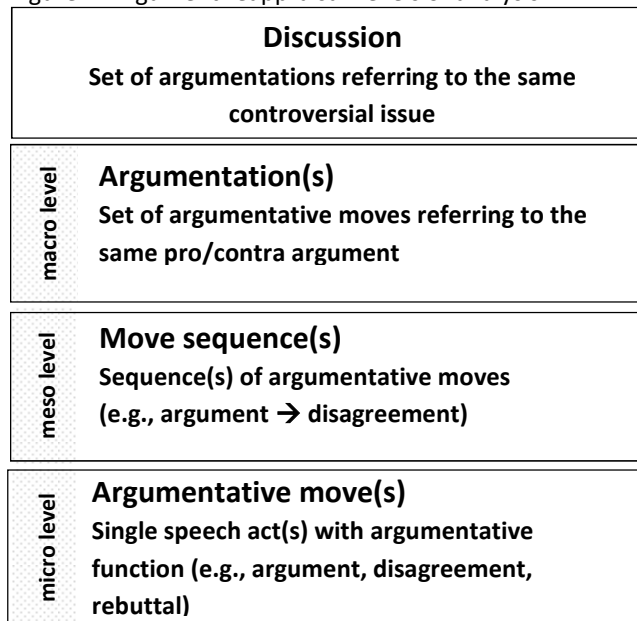 Discussion
Set of argumentations referring to the same
controversial issue
macro level
Argumentation(s)
Set of argumentative moves referring to the
same pro/contra argument
meso level
Move sequence(s)
Sequence(s) of argumentative moves
(e.g., argument → disagreement)
micro level
Argumentative move(s)
Single speech act(s) with argumentative
function (e.g., argument, disagreement,
rebuttal)